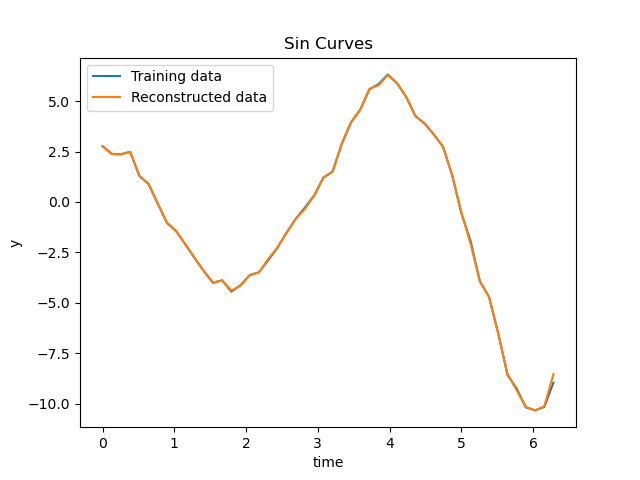 Sin Curves
Training data
Reconstructed data
5.0
2.5
0.0
−2.5
−5.0
−7.5
−10.0
y
0 1 2 3 4 5 6
time